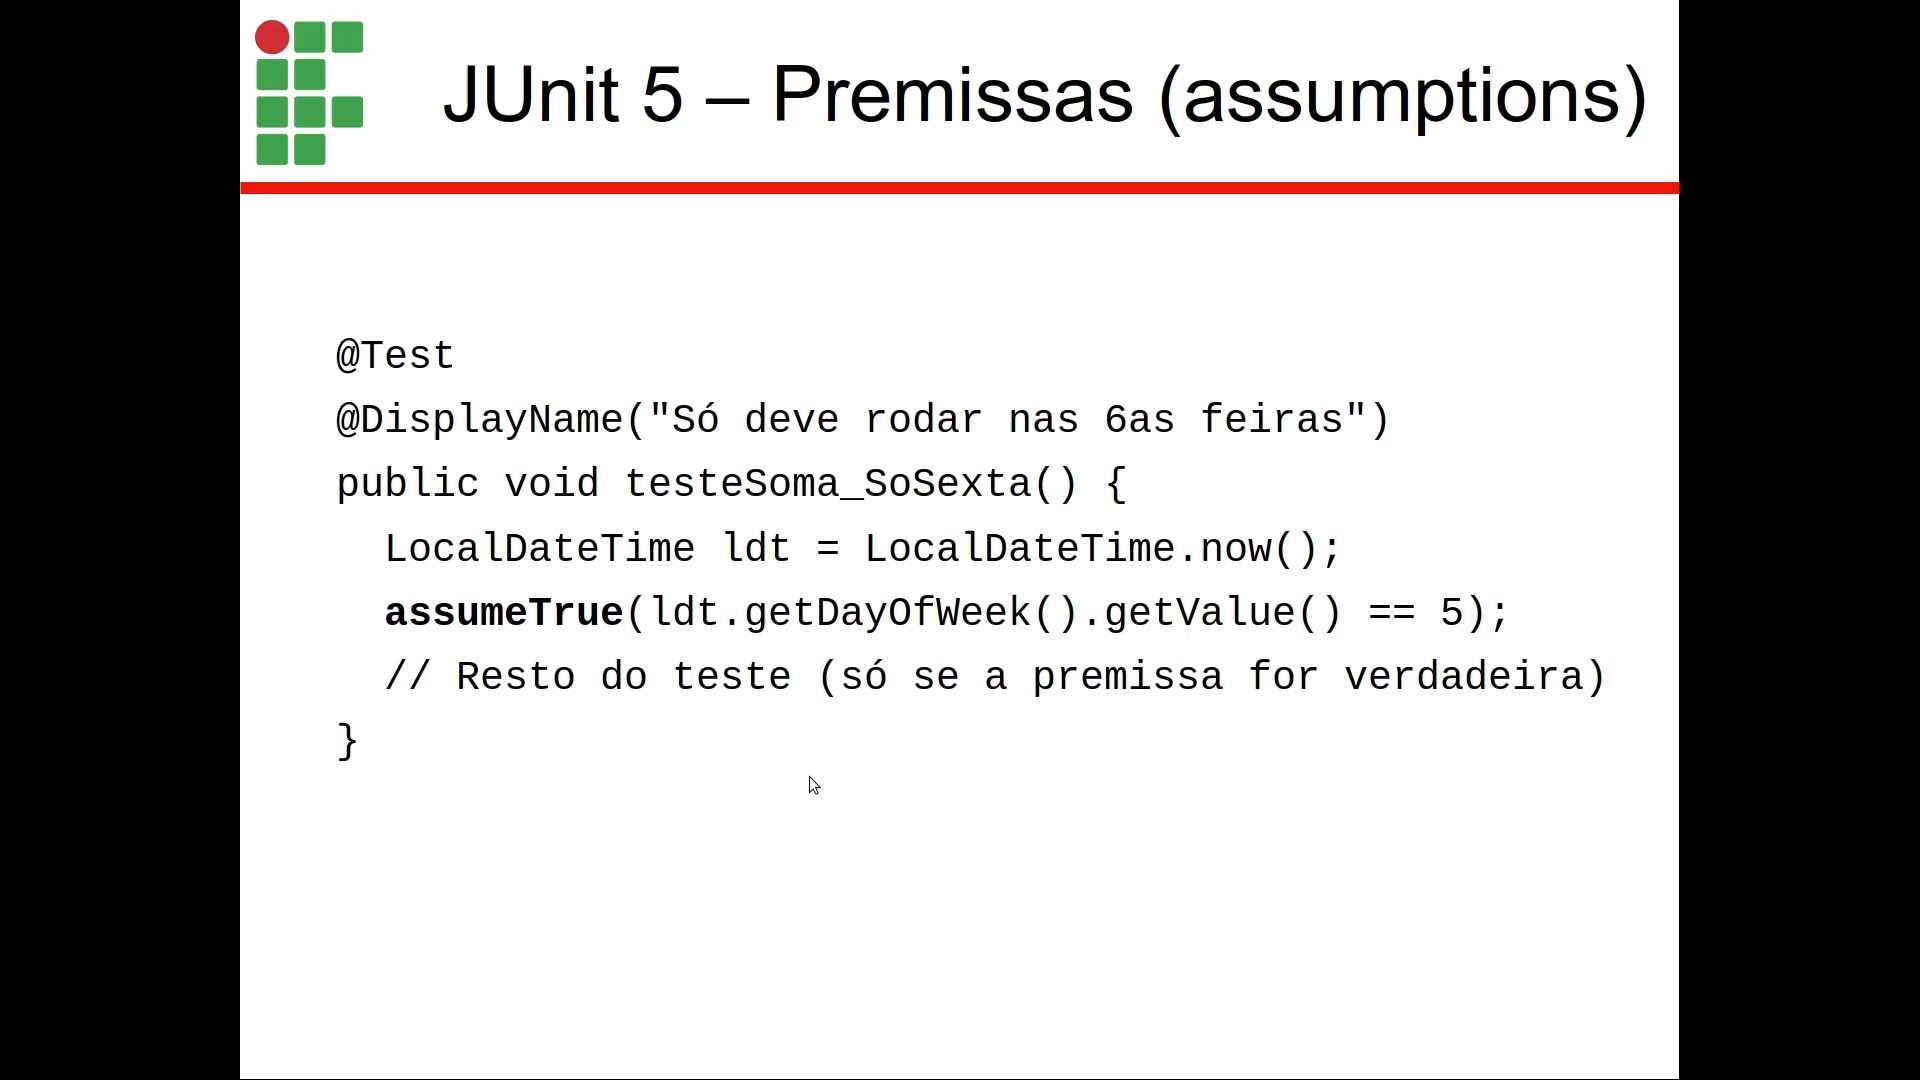 JUnit 5 – Premissas (assumptions)
@Test
@DisplayName("Só deve rodar nas 6as feiras")
public void testeSoma_SoSexta() {
  LocalDateTime ldt = LocalDateTime.now();
  assumeTrue(ldt.getDayOfWeek().getValue() == 5);
  // Resto do teste (só se a premissa for verdadeira)
}